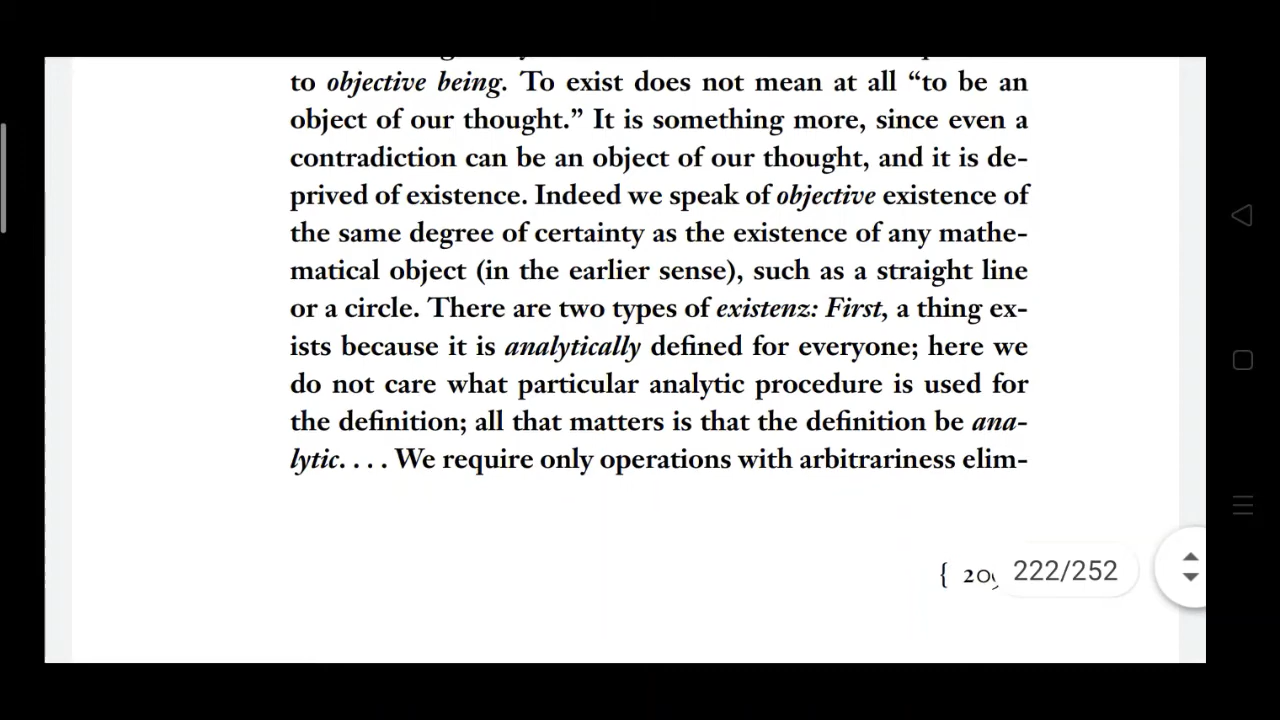 to objective being. To exist does not mean at all “to be an
object of our thought.” It is something more, since even a
contradiction can be an object of our thought, and it is de-
prived of existence. Indeed we speak of objective existence of
the same degree of certainty as the existence of any mathe-
matical object (in the earlier sense), such as a straight line
or a circle. There are two types of existenz: First, a thing ex-
ists because it is analytically defined for everyone; here we
do not care what particular analytic procedure is used for
the definition; all that matters is that the definition be ana-
lytic. . . . We require only operations with arbitrariness elim-
{ 222/252